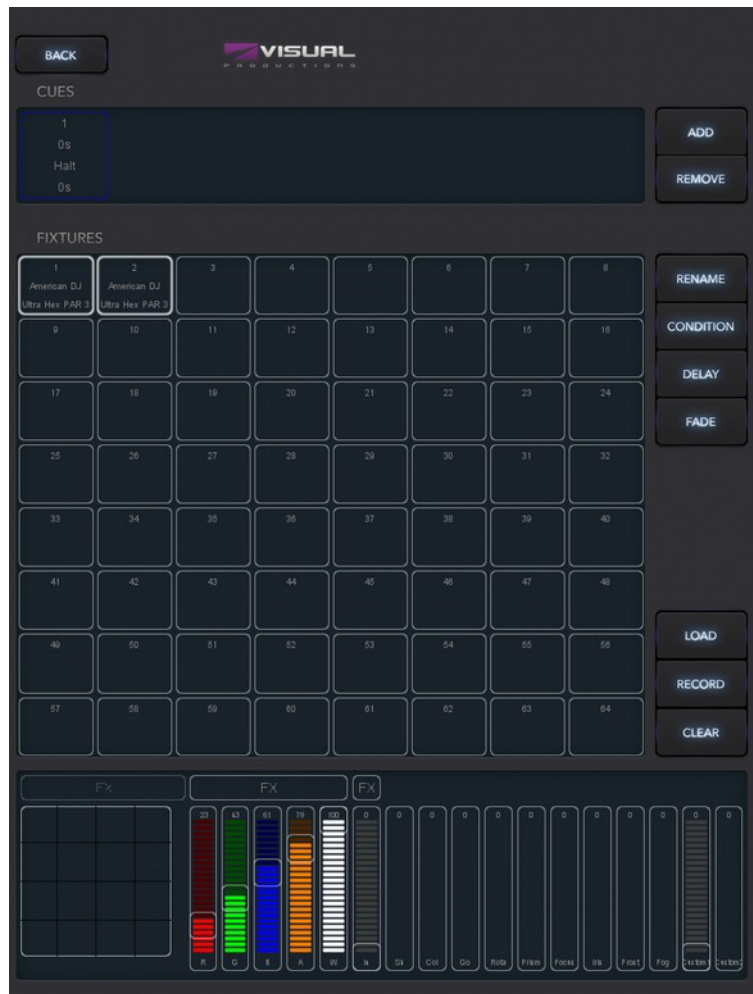 BACK
VISUAL
PRODUCTIONS
CUES
1
0s
Halt
0s
ADD
REMOVE
FIXTURES
1 2 3 4 5 6 7 8
American DJ American DJ
Ultra Hex PAR 3 Ultra Hex PAR 3
RENAME
9 10 11 12 13 14 15 16
CONDITION
DELAY
17 18 19 20 21 22 23 24
FADE
25 26 27 28 29 30 31 32
33 34 35 36 37 38 39 40
41 42 43 44 45 46 47 48
49 50 51 52 53 54 55 56
LOAD
RECORD
57 58 59 60 61 62 63 64
CLEAR
FX FX FX
23 43 61 79 100 0 0 0 0 0 0 0 0 0 0 0 0
R G B A W In Sh Col Go Rota Prism Focus Iris Frost Fog Custom1 Custom2